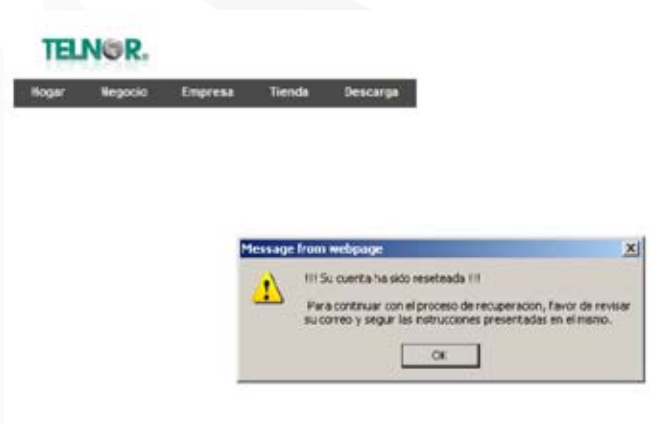 TELNOR.
Hogar Negocio Empresa Tienda Descarga
Message from webpage
!!! Su cuenta ha sido reseteada !!!
Para continuar con el proceso de recuperacion, favor de revisar
su correo y seguir las instrucciones presentadas en el mismo.
OK